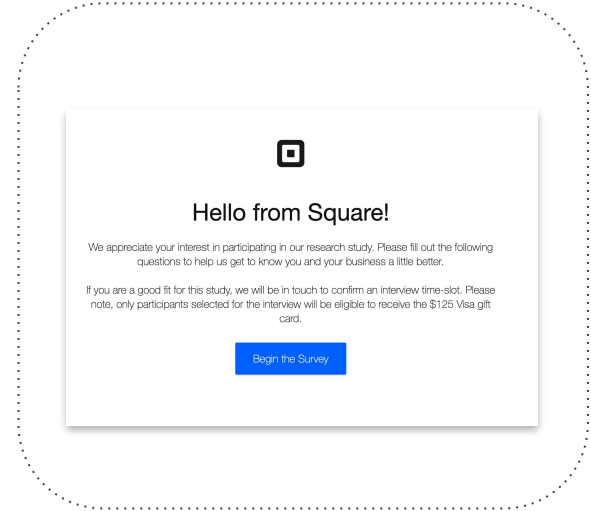 Hello from Square!
We appreciate your interest in participating in our research study. Please fill out the following
questions to help us get to know you and your business a little better.
If you are a good fit for this study, we will be in touch to confirm an interview time-slot. Please
note, only participants selected for the interview will be eligible to receive the $125 Visa gift
card.
Begin the Survey